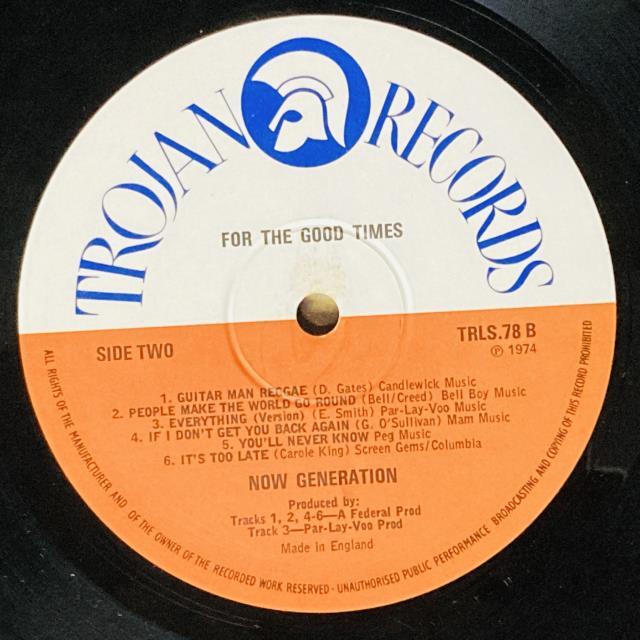 TROJAN RECORDS
FOR THE GOOD TIMES
SIDE TWO
TRLS.78 B
℗ 1974
1. GUITAR MAN REGGAE (D. Gates) Candlewick Music
2. PEOPLE MAKE THE WORLD GO ROUND (Bell/Creed) Bell Boy Music
3. EVERYTHING (Version) (E. Smith) Par-Lay-Voo Music
4. IF I DON'T GET YOU BACK AGAIN (G. O'Sullivan) Mam Music
5. YOU'LL NEVER KNOW Peg Music
6. IT'S TOO LATE (Carole King) Screen Gems/Columbia
NOW GENERATION
Produced by:
Tracks 1, 2, 4-6—A Federal Prod
Track 3—Par-Lay-Voo Prod
Made in England
ALL RIGHTS OF THE MANUFACTURER AND OF THE OWNER OF THE RECORDED WORK RESERVED - UNAUTHORISED PUBLIC PERFORMANCE BROADCASTING AND COPYING OF THIS RECORD PROHIBITED